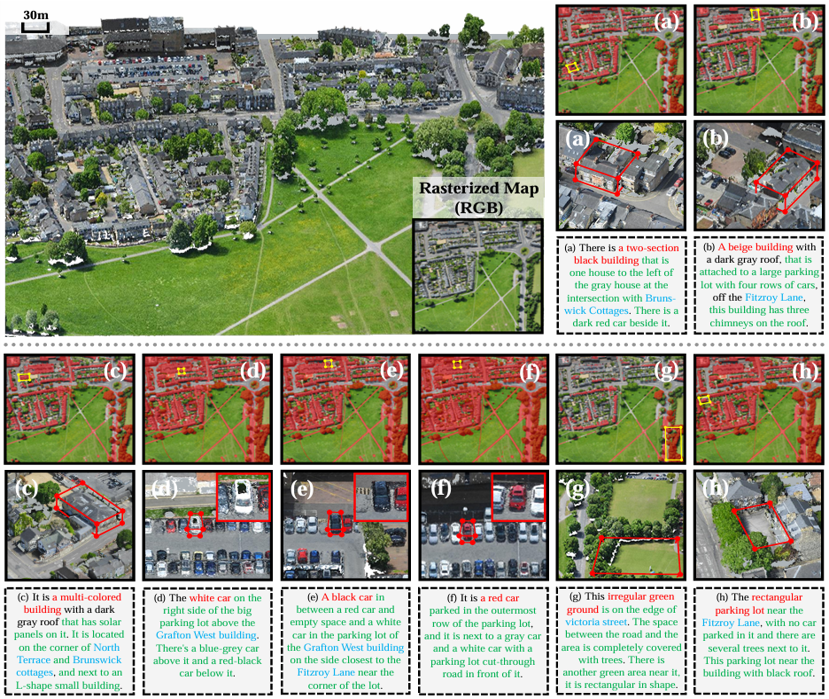 30m
Rasterized Map
(RGB)
(a)
(b)
(a)
(b)
(a) There is a two-section
black building that is
one house to the left of
the gray house at the
intersection with Bruns-
wick Cottages. There is a
dark red car beside it.
(b) A beige building with
a dark gray roof, that is
attached to a large parking
lot with four rows of cars,
off the Fitzroy Lane,
this building has three
chimneys on the roof.
(c)
(d)
(e)
(f)
(g)
(h)
(c)
(d)
(e)
(f)
(g)
(h)
(c) It is a multi-colored
building with a dark
gray roof that has solar
panels on it. It is located
on the corner of North
Terrace and Brunswick
cottages, and next to an
L-shape small building.
(d) The white car on the
right side of the big
parking lot above the
Grafton West building.
There's a blue-grey car
above it and a red-black
car below it.
(e) A black car in
between a red car and
empty space and a white
car in the parking lot of
the Grafton West building
on the side closest to the
Fitzroy Lane near the
corner of the lot.
(f) It is a red car
parked in the outermost
row of the parking lot,
and it is next to a gray car
and a white car with a
parking lot cut-through
road in front of it.
(g) This irregular green
ground is on the edge of
victoria street. The space
between the road and the
area is completely covered
with trees. There is
another green area near it,
it is rectangular in shape.
(h) The rectangular
parking lot near the
Fitzroy Lane, with no car
parked in it and there are
several trees next to it.
This parking lot near the
building with black roof.